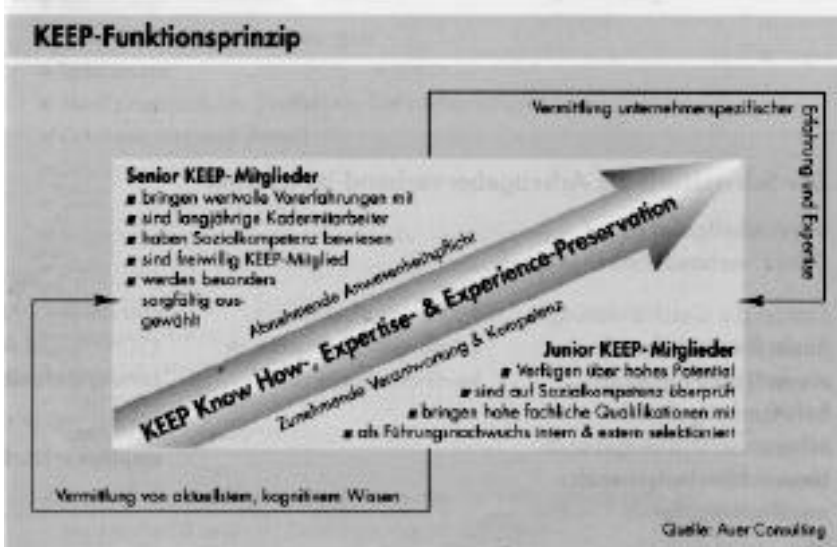 KEEP-Funktionsprinzip
Vermittlung unternehmerspezifischer
Erfahrung und Expertise
Senior KEEP-Mitglieder
■ bringen wertvolle Vorerfahrungen mit
■ sind langjährige Kadermitarbeiter
■ haben Sozialkompetenz bewiesen
■ sind freiwillig KEEP-Mitglied
■ werden besonders
sorgfältig aus-
gewählt
Abnehmende Anwesenheitspflicht
KEEP Know How-, Expertise- & Experience-Preservation
Zunehmende Verantwortung & Kompetenz
Junior KEEP-Mitglieder
■ Verfügen über hohes Potential
■ sind auf Sozialkompetenz überprüft
■ bringen hohe fachliche Qualifikationen mit
■ als Führungsnachwuchs intern & extern selektioniert
Vermittlung von aktuellstem, kognitivem Wissen
Quelle: Auer Consulting